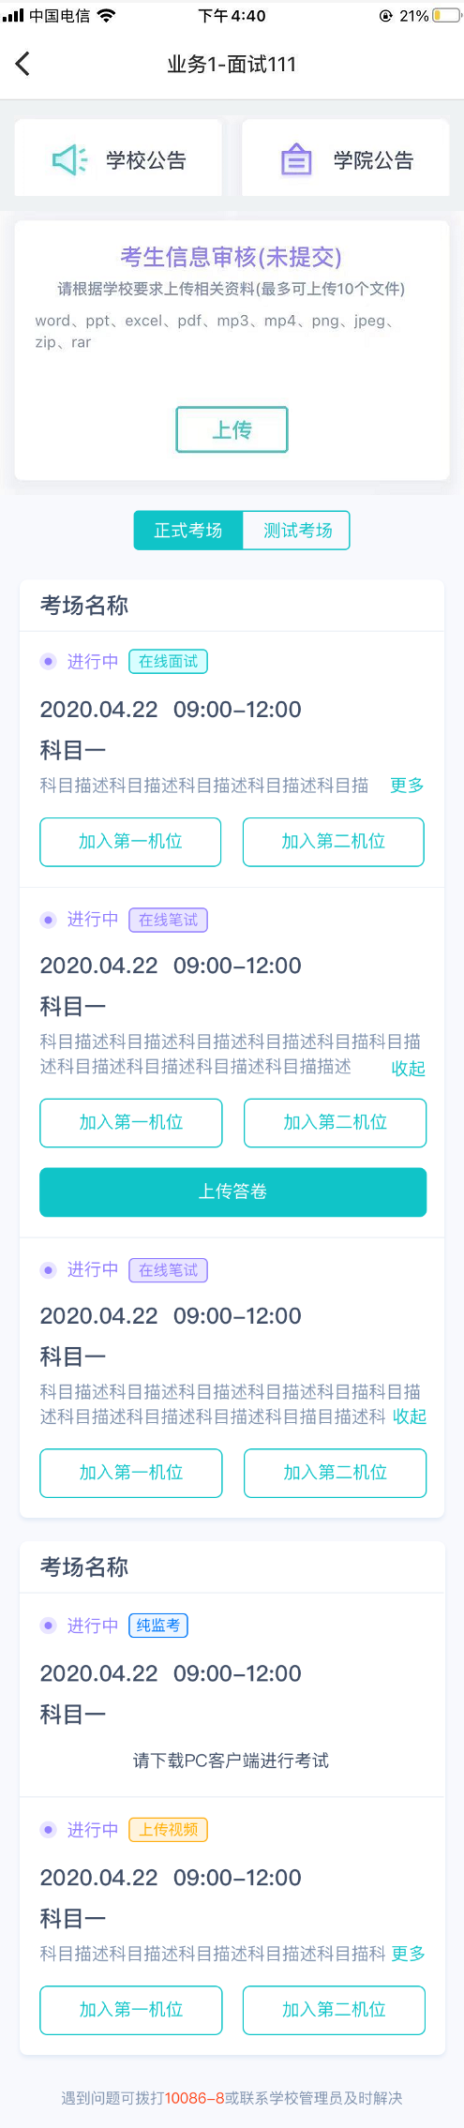 中国电信 下午4:40 21%
业务1-面试111
学校公告 学院公告
考生信息审核(未提交)
请根据学校要求上传相关资料(最多可上传10个文件)
word、ppt、excel、pdf、mp3、mp4、png、jpeg、
zip、rar
上传
正式考场 测试考场
考场名称
进行中 在线面试
2020.04.22 09:00-12:00
科目一
科目描述科目描述科目描述科目描述科目描 更多
加入第一机位 加入第二机位
进行中 在线笔试
2020.04.22 09:00-12:00
科目一
科目描述科目描述科目描述科目描述科目描科目描
述科目描述科目描述科目描述科目描描述 收起
加入第一机位 加入第二机位
上传答卷
进行中 在线笔试
2020.04.22 09:00-12:00
科目一
科目描述科目描述科目描述科目描述科目描科目描
述科目描述科目描述科目描述科目描目描述科 收起
加入第一机位 加入第二机位
考场名称
进行中 纯监考
2020.04.22 09:00-12:00
科目一
请下载PC客户端进行考试
进行中 上传视频
2020.04.22 09:00-12:00
科目一
科目描述科目描述科目描述科目描述科目描科 更多
加入第一机位 加入第二机位
遇到问题可拨打10086-8或联系学校管理员及时解决